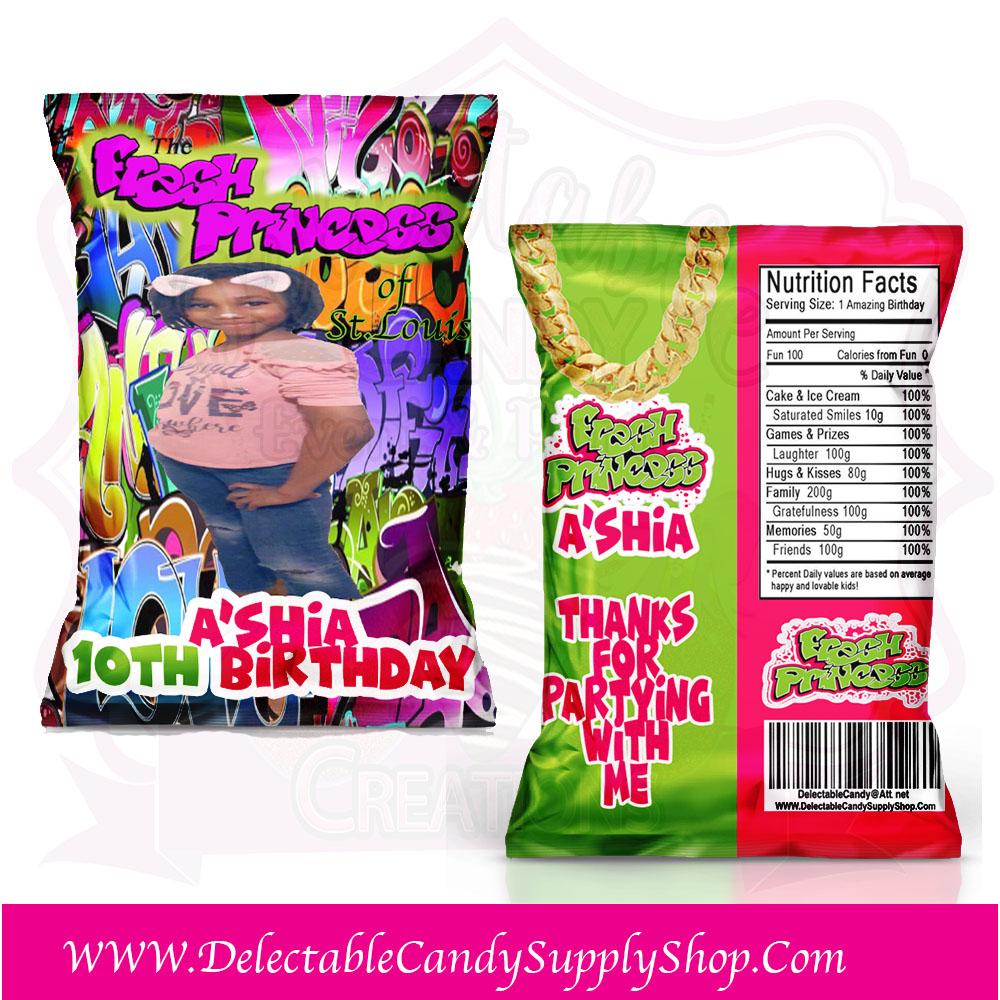 The
Fresh
Princess
of
St.Louis
LOVE
A'SHiA
10TH BiRTHDAY
Fresh
Princess
A'SHiA
THANKS
FOR
PARTYING
WITH
ME
Nutrition Facts
Serving Size: 1 Amazing Birthday
Amount Per Serving
Fun 100 Calories from Fun 0
% Daily Value *
Cake & Ice Cream 100%
Saturated Smiles 10g 100%
Games & Prizes 100%
Laughter 100g 100%
Hugs & Kisses 80g 100%
Family 200g 100%
Gratefulness 100g 100%
Memories 50g 100%
Friends 100g 100%
* Percent Daily values are based on average
happy and lovable kids!
Fresh
Princess
DelectableCandy@Att.net
www.DelectableCandySupplyShop.Com
CREATIONS
WWW.DelectableCandySupplyShop.Com